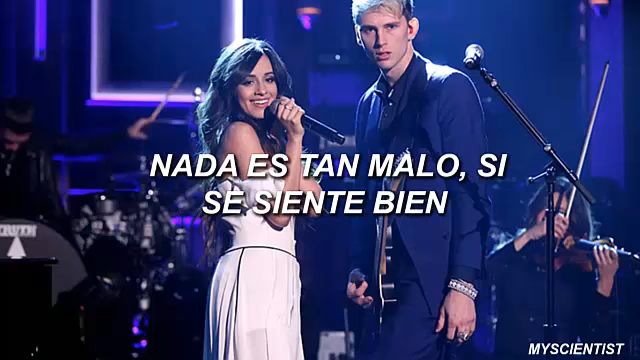 NADA ES TAN MALO, SI
SE SIENTE BIEN
MYSCIENTIST